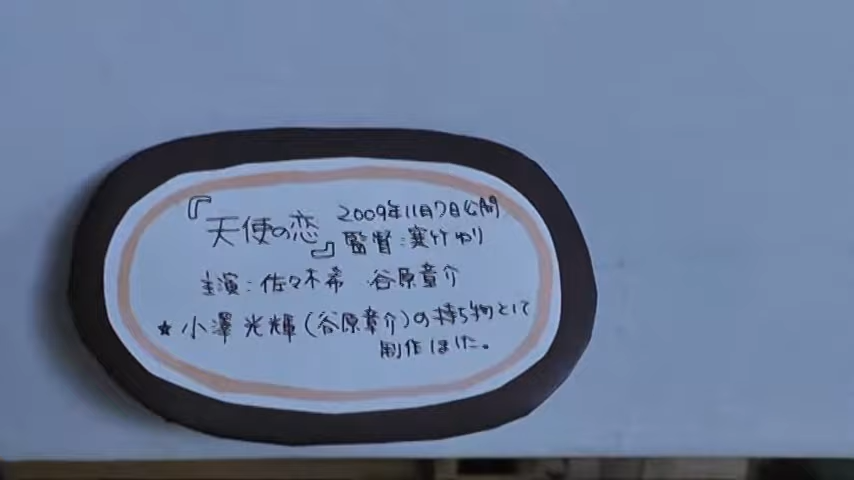 『天使の恋』 2009年11月7日公開
監督:寒竹ゆり
主演:佐々木希 谷原章介
★小澤光輝(谷原章介)の持ち物として
制作しました。